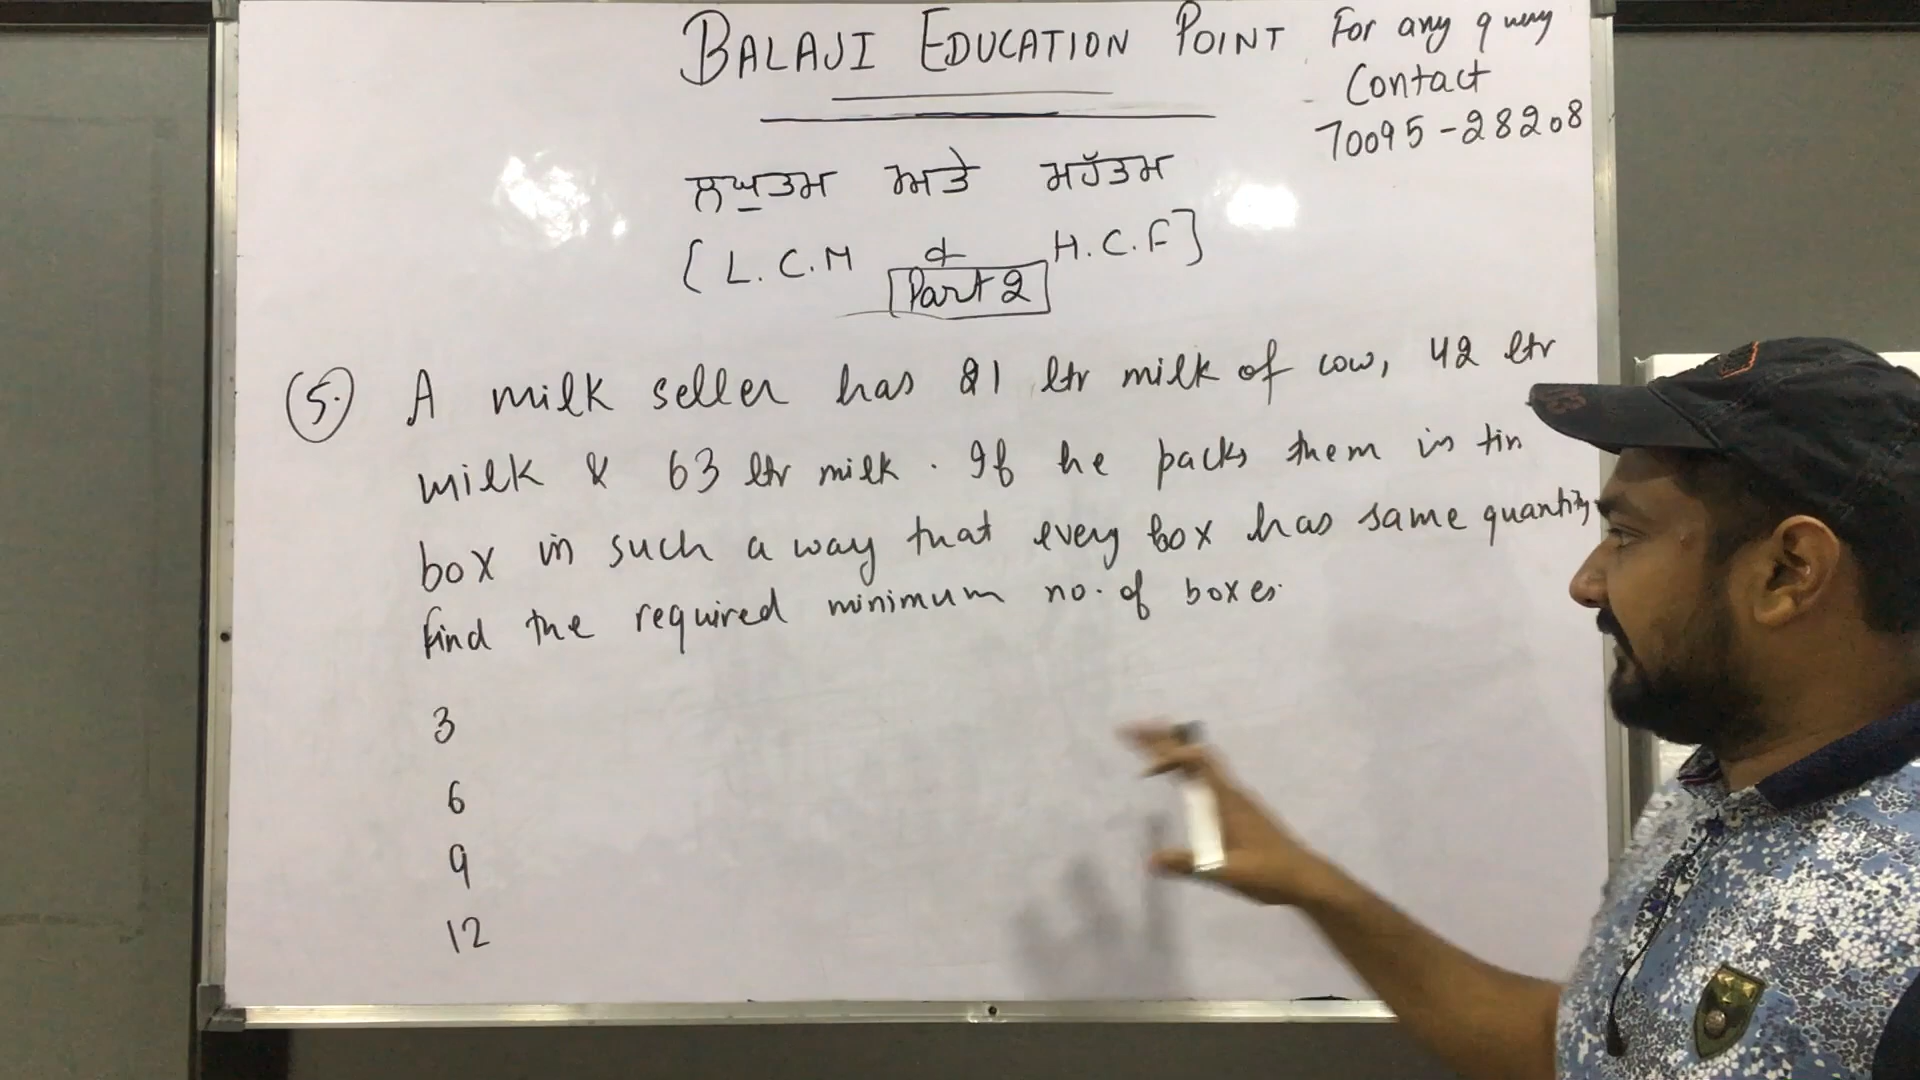 BALAJI EDUCATION POINT
For any query
Contact
70095-28208
ਲਘੁਤਮ ਅਤੇ ਮਹੱਤਮ
[L.C.M & H.C.F]
Part 2
5. A milk seller has 21 ltr milk of cow, 42 ltr
milk & 63 ltr milk. If he packs them in tin
box in such a way that every box has same quantity
find the required minimum no. of boxes.
3
6
9
12